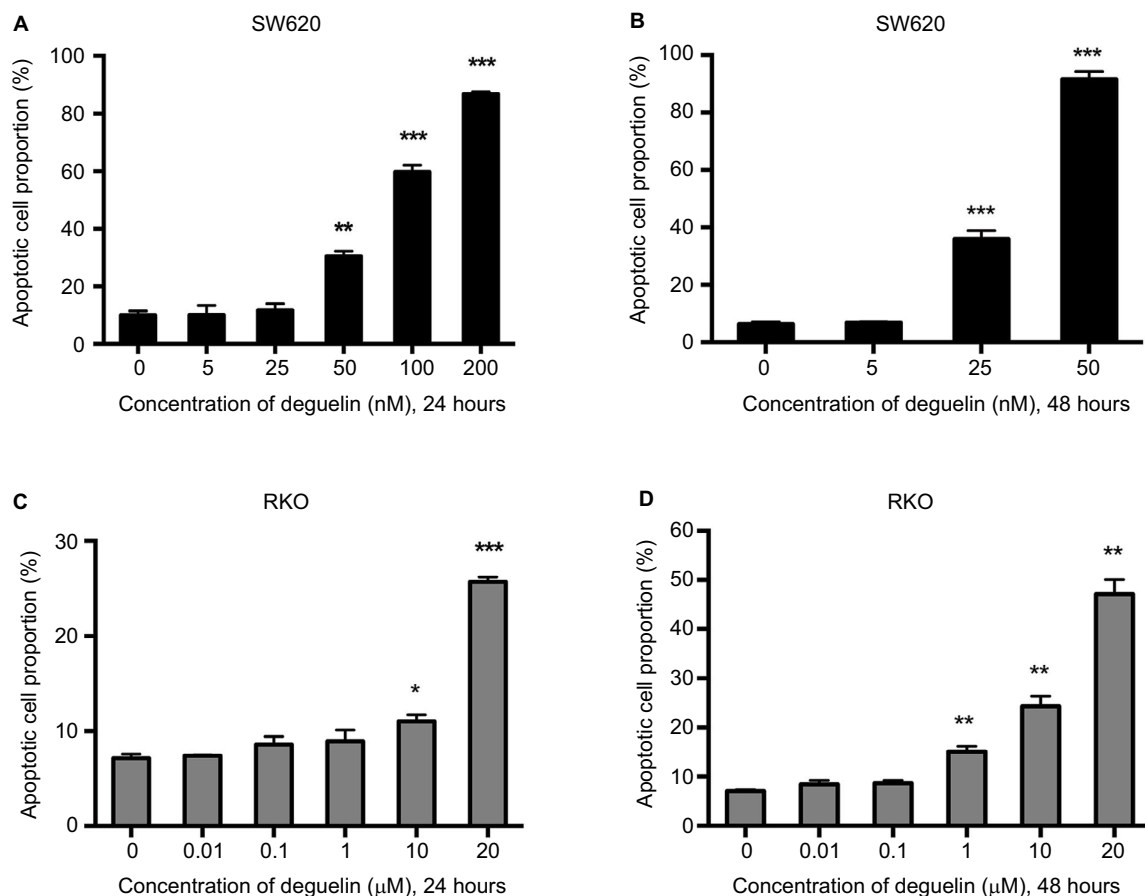 A
SW620
Apoptotic cell proportion (%)
100
80
60
40
20
0
**
***
***
0 5 25 50 100 200
Concentration of deguelin (nM), 24 hours
B
SW620
Apoptotic cell proportion (%)
100
80
60
40
20
0
***
***
0 5 25 50
Concentration of deguelin (nM), 48 hours
C
RKO
Apoptotic cell proportion (%)
30
20
10
0
*
***
0 0.01 0.1 1 10 20
Concentration of deguelin (µM), 24 hours
D
RKO
Apoptotic cell proportion (%)
60
50
40
30
20
10
0
**
**
**
0 0.01 0.1 1 10 20
Concentration of deguelin (µM), 48 hours